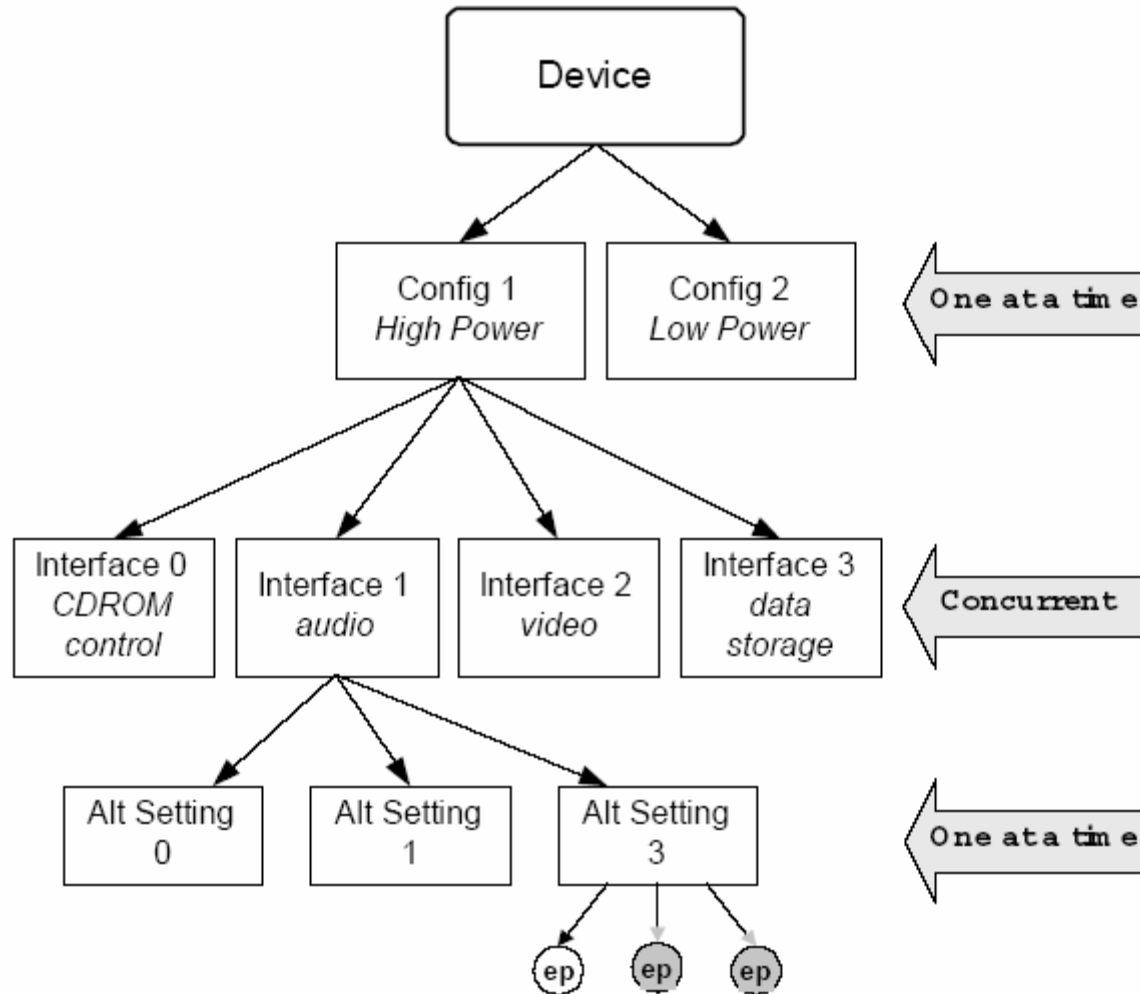 Device
Config 1
High Power
Config 2
Low Power
One at a time
Interface 0
CDROM
control
Interface 1
audio
Interface 2
video
Interface 3
data
storage
Concurrent
Alt Setting
0
Alt Setting
1
Alt Setting
3
One at a time
ep
ep
ep